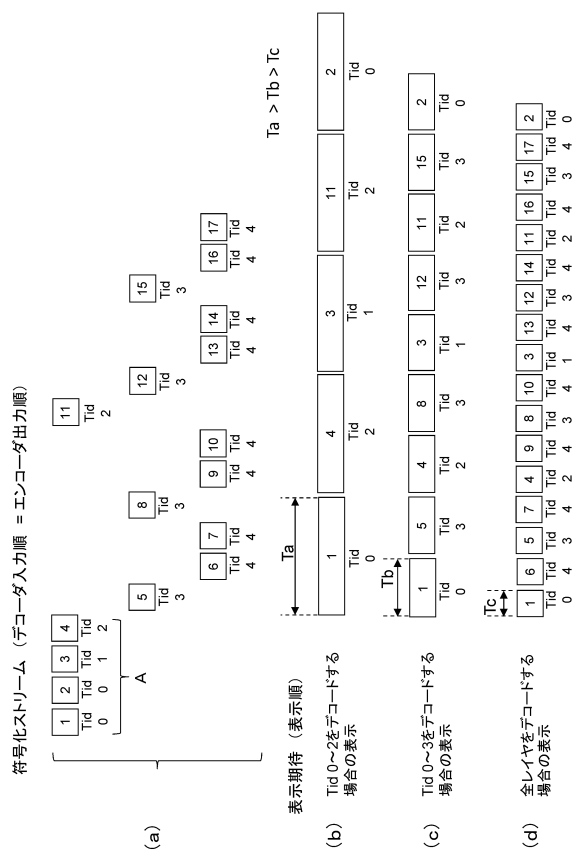 符号化ストリーム (デコーダ入力順 = エンコーダ出力順)
(a)
1 2 3 4 5 6 7 8 9 10 11 12 13 14 15 16 17
Tid 0
Tid 0
Tid 1
Tid 2
Tid 3
Tid 4
Tid 4
Tid 3
Tid 4
Tid 4
Tid 2
Tid 3
Tid 4
Tid 4
Tid 3
Tid 4
Tid 4
A
表示期待 (表示順)
Ta > Tb > Tc
(b)
Tid 0～2をデコードする
場合の表示
Ta
1 4 3 11 2
Tid Tid Tid Tid Tid
0 2 1 2 0
(c)
Tid 0～3をデコードする
場合の表示
Tb
1 5 4 8 3 12 11 15 2
Tid Tid Tid Tid Tid Tid Tid Tid Tid
0 3 2 3 1 3 2 3 0
(d)
全レイヤをデコードする
場合の表示
Tc
1 6 5 7 4 9 8 10 3 13 12 14 11 16 15 17 2
Tid Tid Tid Tid Tid Tid Tid Tid Tid Tid Tid Tid Tid Tid Tid Tid Tid
0 4 3 4 2 4 3 4 1 4 3 4 2 4 3 4 0